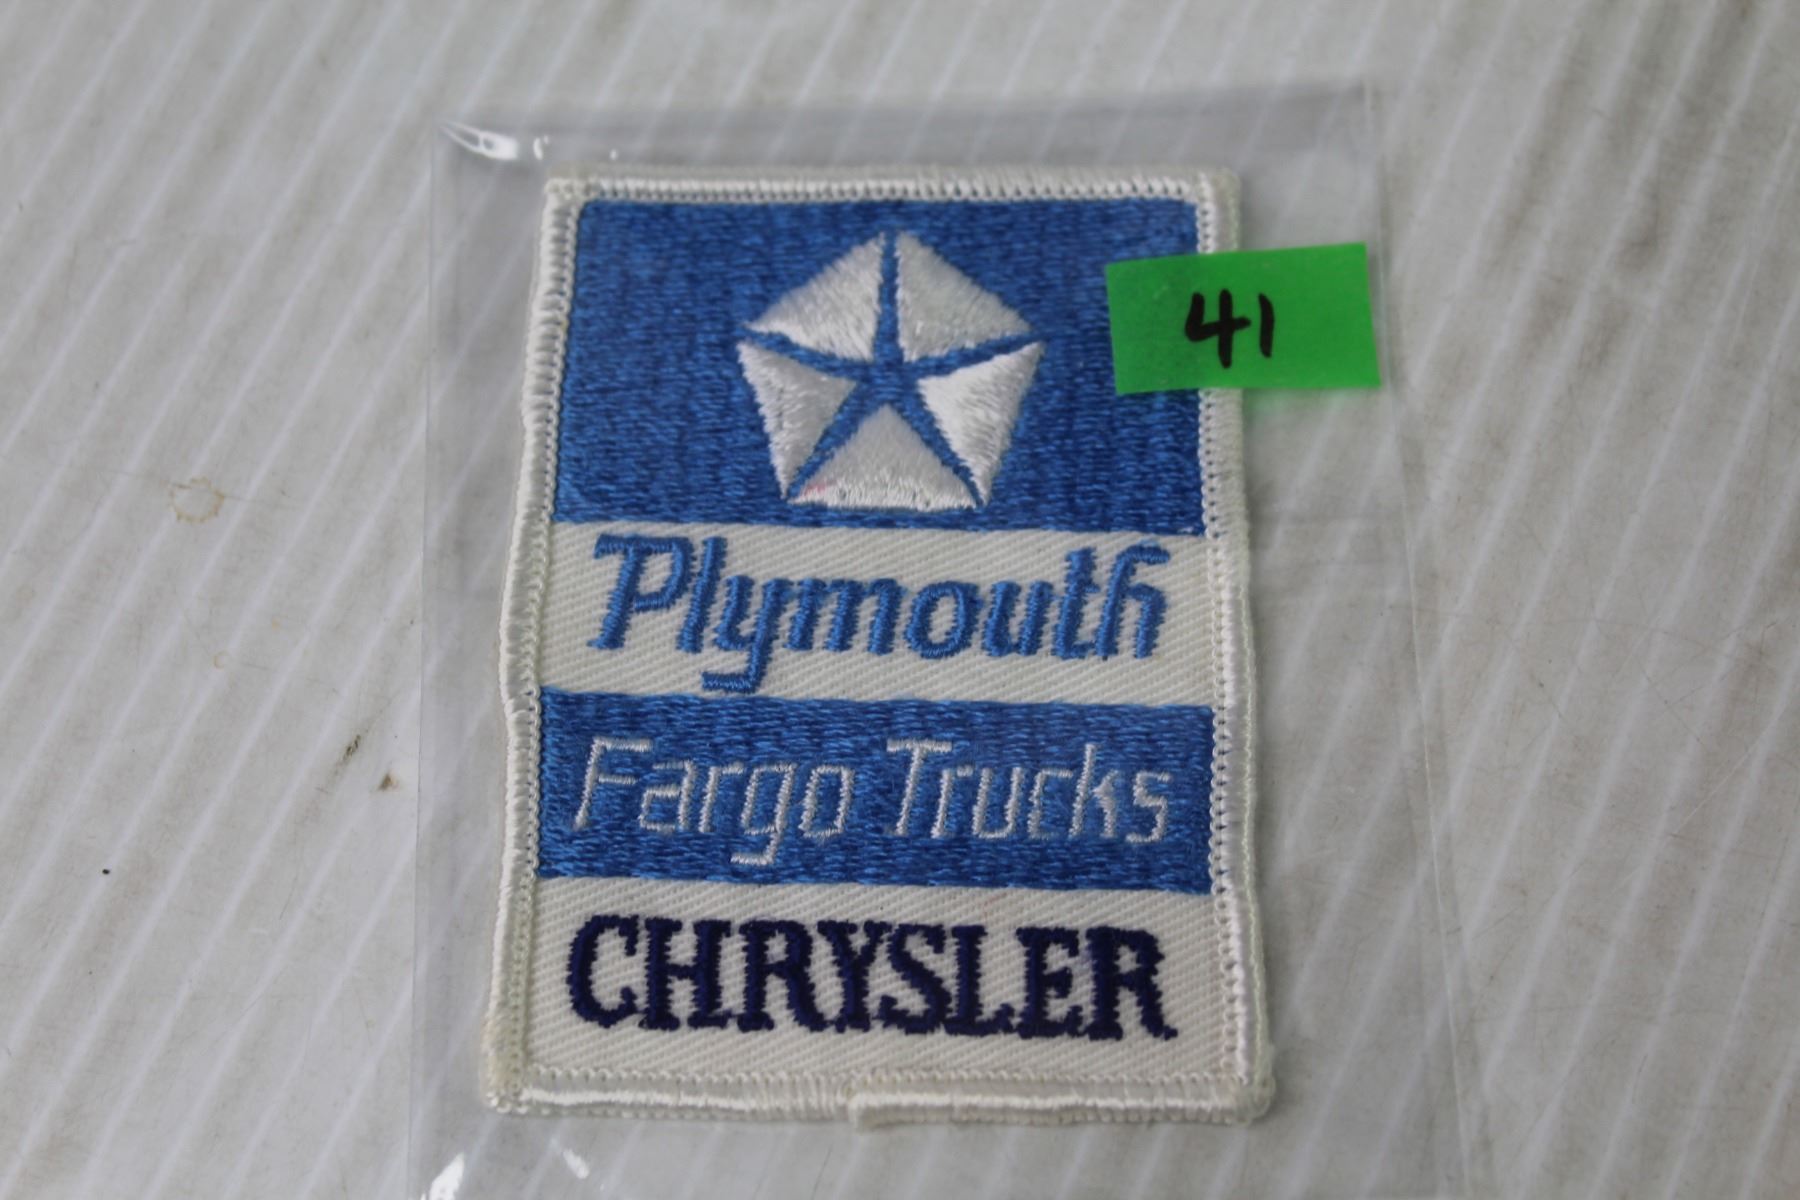 41
Plymouth
Fargo Trucks
CHRYSLER